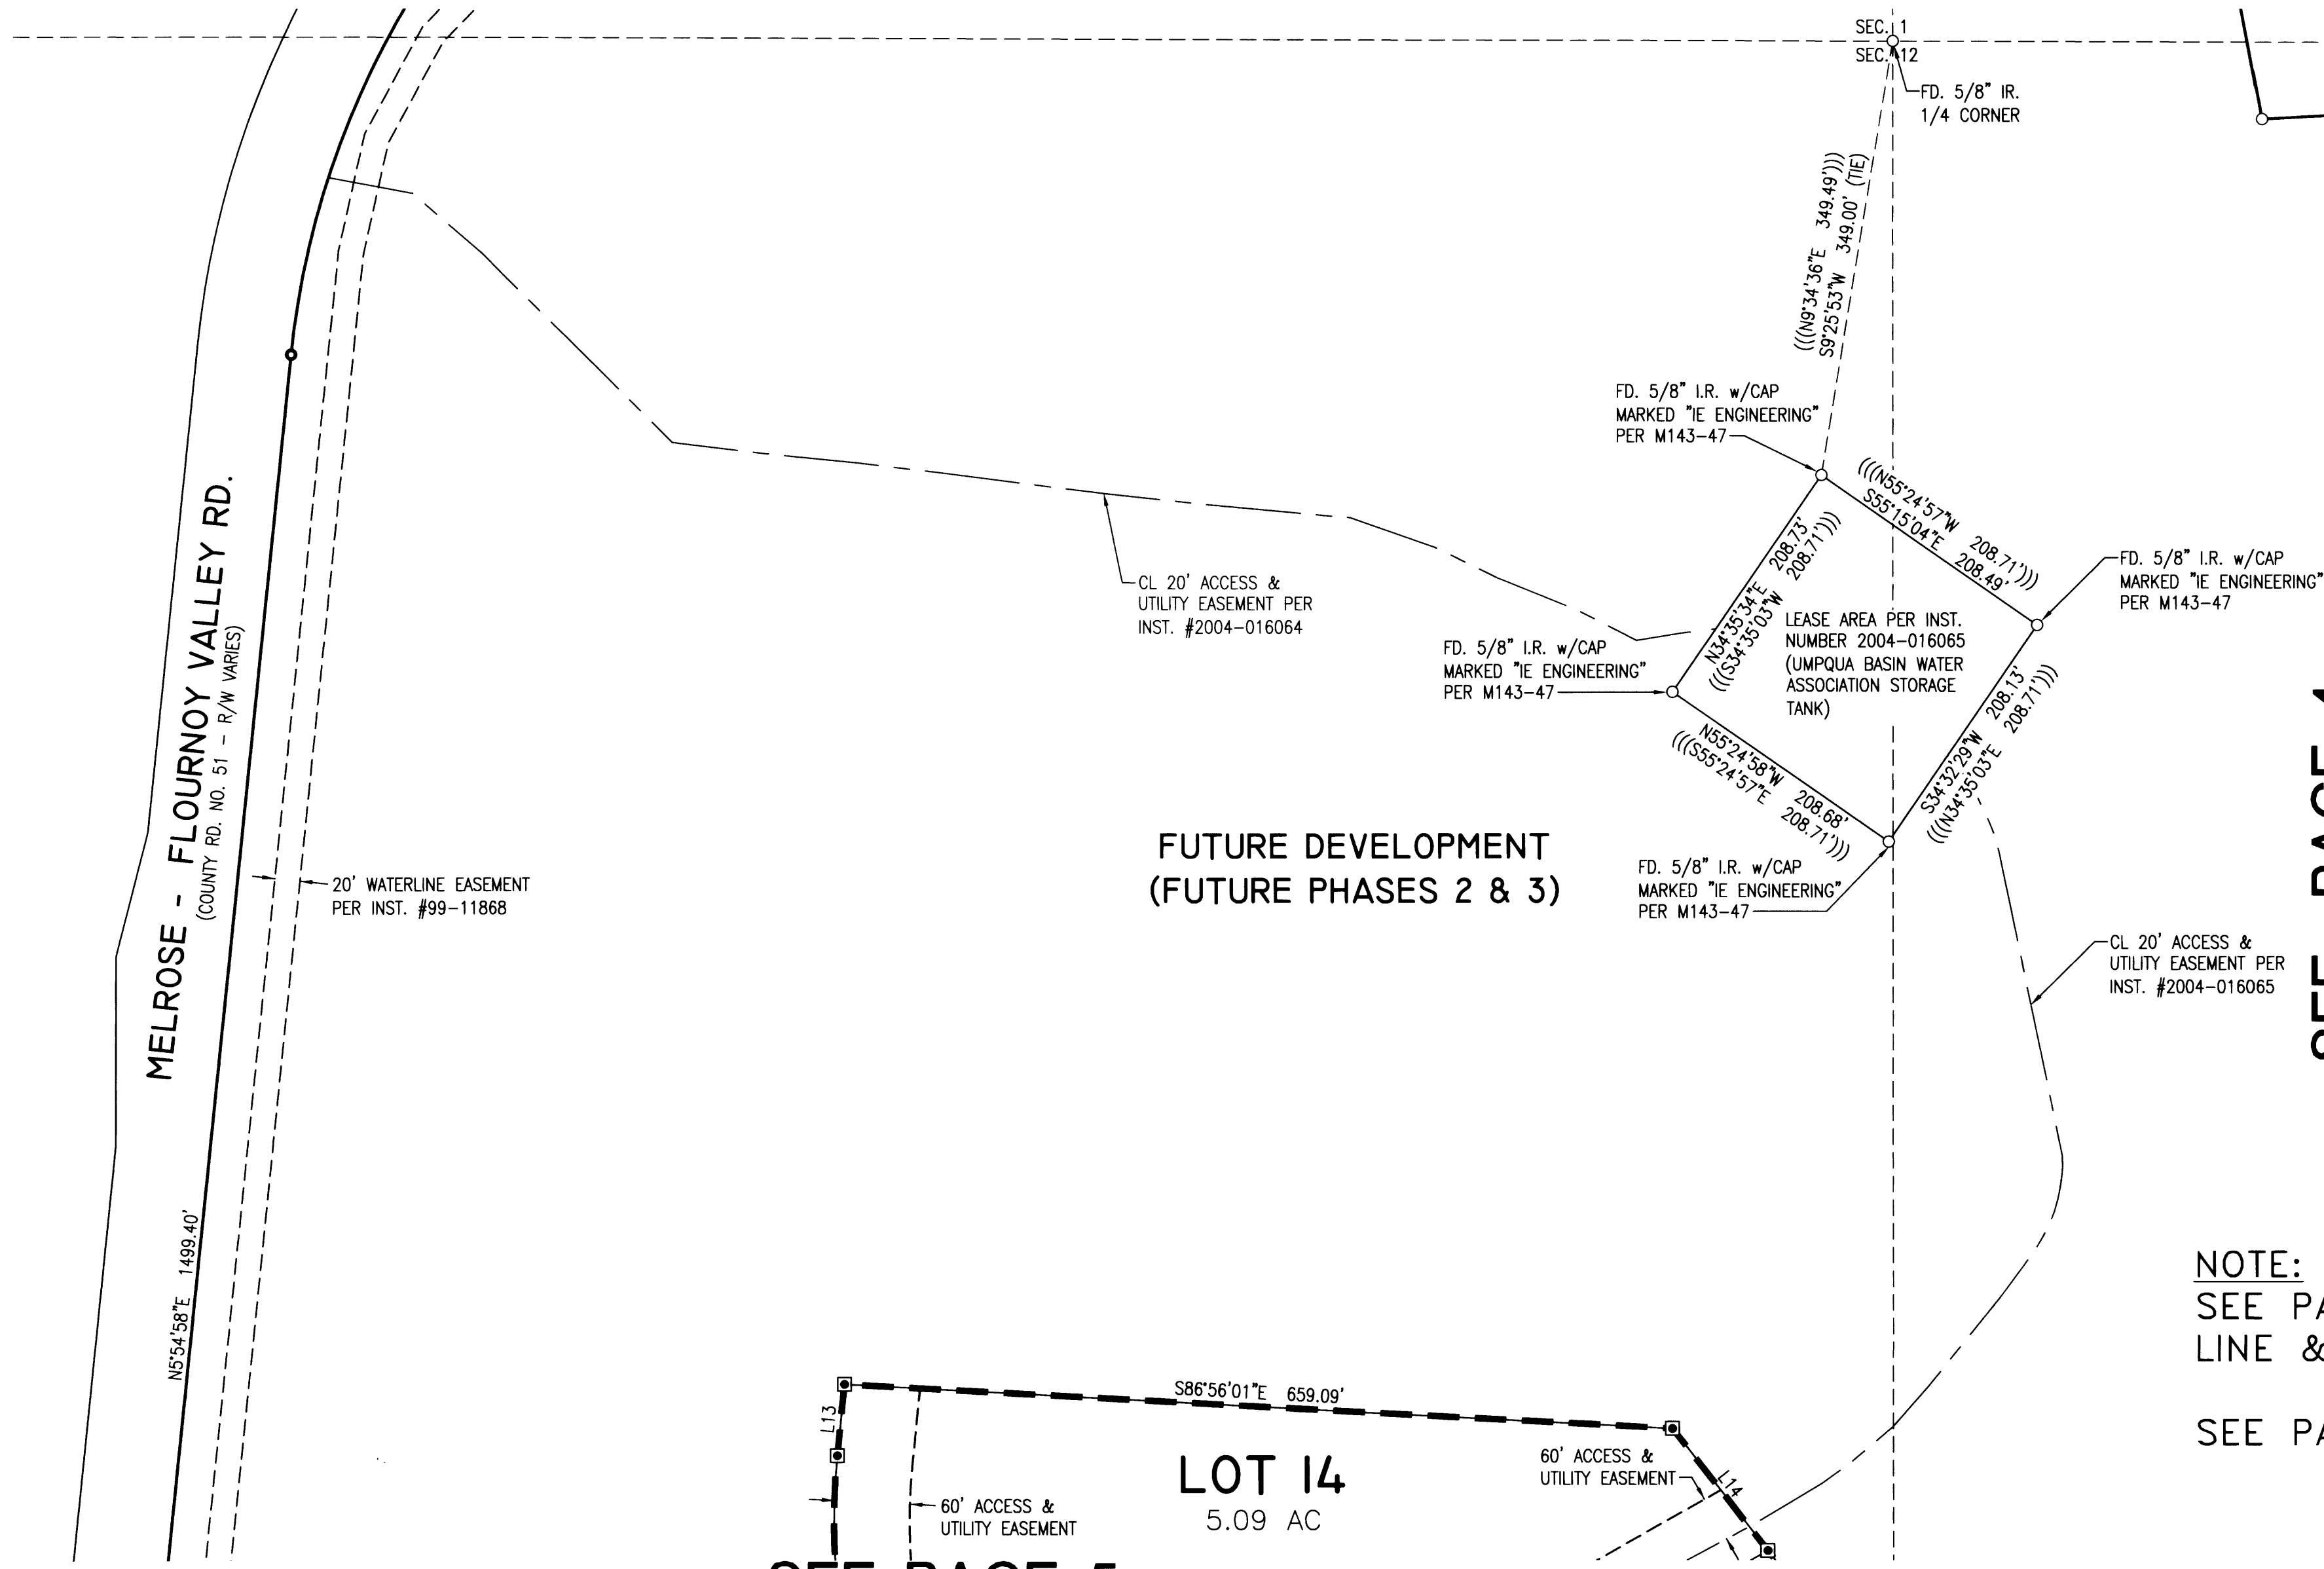 SEC. 1
SEC. 12
FD. 5/8" IR.
1/4 CORNER
(((N9°34'36"E 349.49')))
S9°25'53"W 349.00' (TIE)
FD. 5/8" I.R. w/CAP
MARKED "IE ENGINEERING"
PER M143-47
(((N55°24'57"W 208.71')))
S55°15'04"E 208.49'
FD. 5/8" I.R. w/CAP
MARKED "IE ENGINEERING"
PER M143-47
N34°35'34"E 208.73'
(((S34°35'03"W 208.71')))
LEASE AREA PER INST.
NUMBER 2004-016065
(UMPQUA BASIN WATER
ASSOCIATION STORAGE
TANK)
FD. 5/8" I.R. w/CAP
MARKED "IE ENGINEERING"
PER M143-47
S34°32'29"W 208.13'
(((N34°35'03"E 208.71')))
N55°24'58"W 208.68'
(((S55°24'57"E 208.71')))
FD. 5/8" I.R. w/CAP
MARKED "IE ENGINEERING"
PER M143-47
CL 20' ACCESS &
UTILITY EASEMENT PER
INST. #2004-016064
MELROSE - FLOURNOY VALLEY RD.
(COUNTY RD. NO. 51 - R/W VARIES)
20' WATERLINE EASEMENT
PER INST. #99-11868
FUTURE DEVELOPMENT
(FUTURE PHASES 2 & 3)
CL 20' ACCESS &
UTILITY EASEMENT PER
INST. #2004-016065
N5°54'58"E 1499.40'
NOTE:
SEE PA
LINE &
SEE PA
S86°56'01"E 659.09'
L13
LOT 14
5.09 AC
60' ACCESS &
UTILITY EASEMENT
60' ACCESS &
UTILITY EASEMENT
L14
SEE PAGE